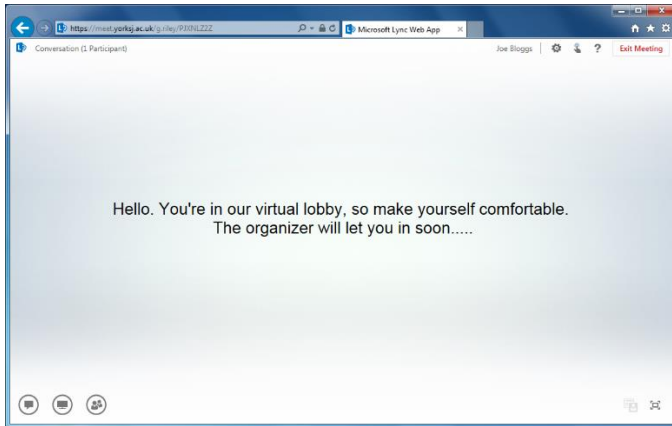 https://meet.yorksj.ac.uk/g.riley/9JXNLZ2Z
Microsoft Lync Web App
Conversation (1 Participant)
Joe Bloggs
?
Exit Meeting
Hello. You're in our virtual lobby, so make yourself comfortable.
The organizer will let you in soon.....